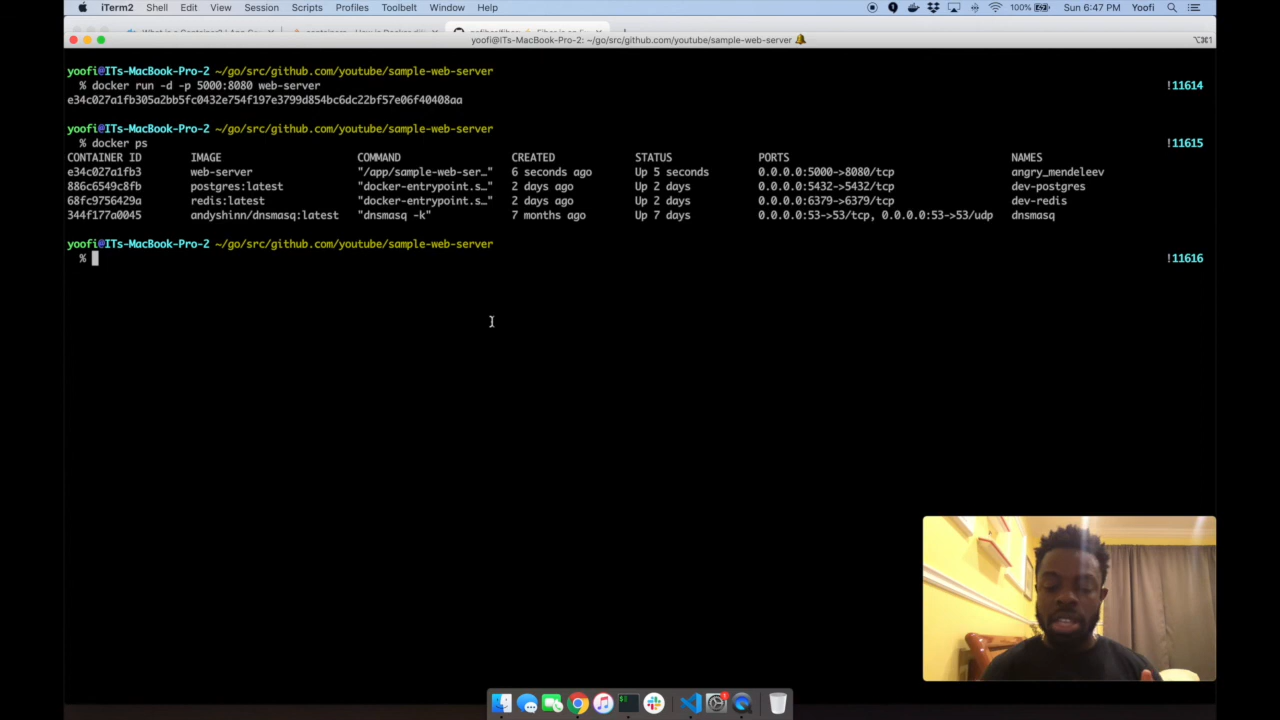 iTerm2 Shell Edit View Session Scripts Profiles Toolbelt Window Help 100% Sun 6:47 PM Yoofi
yoofi@ITs-MacBook-Pro-2: ~/go/src/github.com/youtube/sample-web-server ⌥⌘1
yoofi@ITs-MacBook-Pro-2 ~/go/src/github.com/youtube/sample-web-server
% docker run -d -p 5000:8080 web-server !11614
e34c027a1fb305a2bb5fc0432e754f197e3799d854bc6dc22bf57e06f40408aa
yoofi@ITs-MacBook-Pro-2 ~/go/src/github.com/youtube/sample-web-server
% docker ps !11615
CONTAINER ID IMAGE COMMAND CREATED STATUS PORTS NAMES
e34c027a1fb3 web-server "/app/sample-web-ser…" 6 seconds ago Up 5 seconds 0.0.0.0:5000->8080/tcp angry_mendeleev
886c6549c8fb postgres:latest "docker-entrypoint.s…" 2 days ago Up 2 days 0.0.0.0:5432->5432/tcp dev-postgres
68fc9756429a redis:latest "docker-entrypoint.s…" 2 days ago Up 2 days 0.0.0.0:6379->6379/tcp dev-redis
344f177a0045 andyshinn/dnsmasq:latest "dnsmasq -k" 7 months ago Up 7 days 0.0.0.0:53->53/tcp, 0.0.0.0:53->53/udp dnsmasq
yoofi@ITs-MacBook-Pro-2 ~/go/src/github.com/youtube/sample-web-server
% !11616